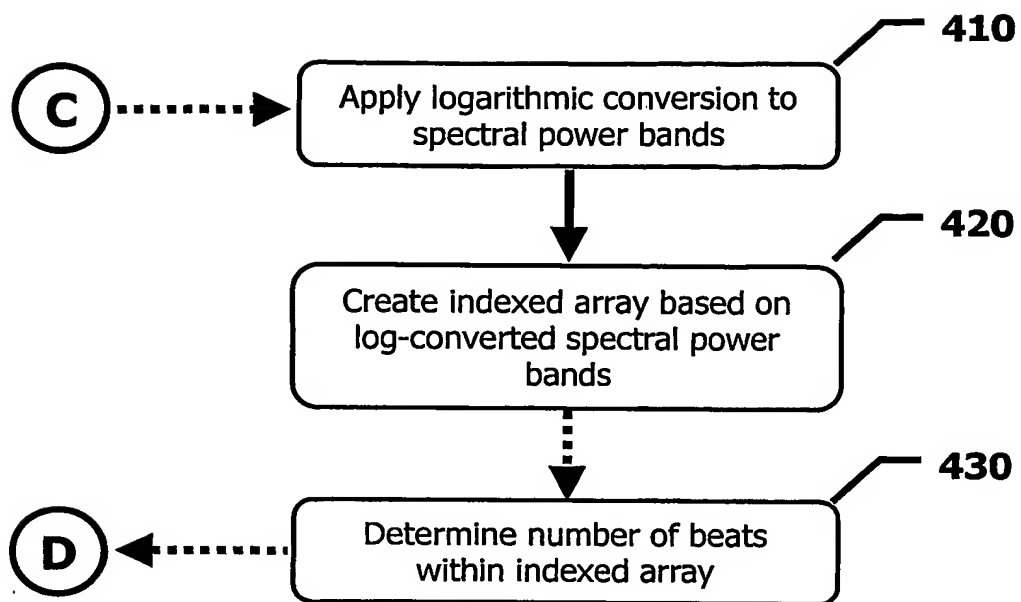 410
C
Apply logarithmic conversion to
spectral power bands
420
Create indexed array based on
log-converted spectral power
bands
430
D
Determine number of beats
within indexed array